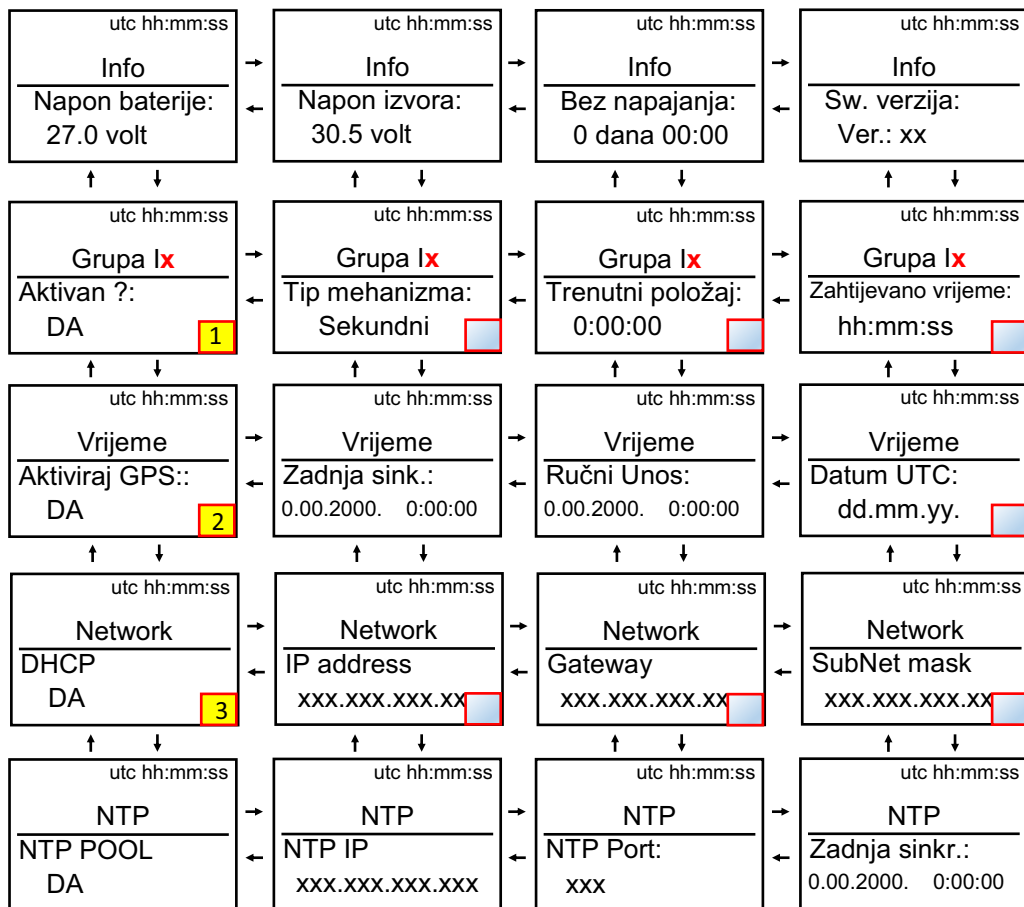 utc hh:mm:ss
Info
Napon baterije:
27.0 volt
utc hh:mm:ss
Info
Napon izvora:
30.5 volt
utc hh:mm:ss
Info
Bez napajanja:
0 dana 00:00
utc hh:mm:ss
Info
Sw. verzija:
Ver.: xx
utc hh:mm:ss
Grupa Ix
Aktivan ?:
DA
1
utc hh:mm:ss
Grupa Ix
Tip mehanizma:
Sekundni
utc hh:mm:ss
Grupa Ix
Trenutni položaj:
0:00:00
utc hh:mm:ss
Grupa Ix
Zahtijevano vrijeme:
hh:mm:ss
utc hh:mm:ss
Vrijeme
Aktiviraj GPS::
DA
2
utc hh:mm:ss
Vrijeme
Zadnja sink.:
0.00.2000. 0:00:00
utc hh:mm:ss
Vrijeme
Ručni Unos:
0.00.2000. 0:00:00
utc hh:mm:ss
Vrijeme
Datum UTC:
dd.mm.yy.
utc hh:mm:ss
Network
DHCP
DA
3
utc hh:mm:ss
Network
IP address
xxx.xxx.xxx.xx
utc hh:mm:ss
Network
Gateway
xxx.xxx.xxx.xx
utc hh:mm:ss
Network
SubNet mask
xxx.xxx.xxx.xx
utc hh:mm:ss
NTP
NTP POOL
DA
utc hh:mm:ss
NTP
NTP IP
xxx.xxx.xxx.xxx
utc hh:mm:ss
NTP
NTP Port:
xxx
utc hh:mm:ss
NTP
Zadnja sinkr.:
0.00.2000. 0:00:00